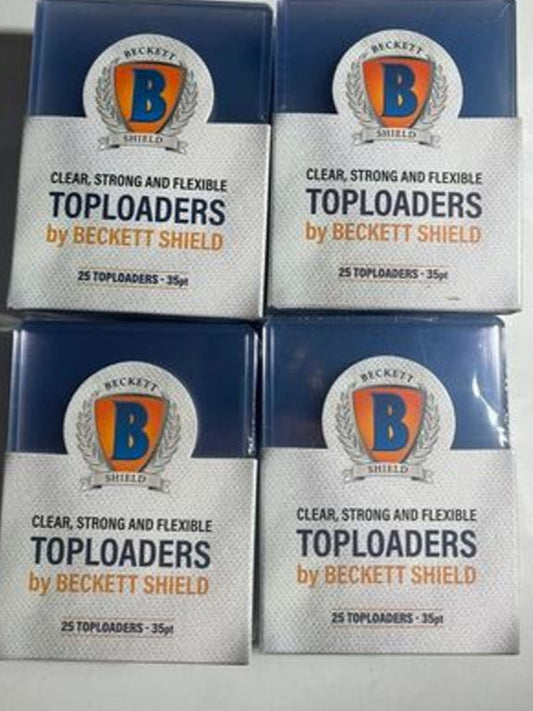 BECKETT
B
SHIELD
CLEAR, STRONG AND FLEXIBLE
TOPLOADERS
by BECKETT SHIELD
25 TOPLOADERS - 35pt
BECKETT
B
SHIELD
CLEAR, STRONG AND FLEXIBLE
TOPLOADERS
by BECKETT SHIELD
25 TOPLOADERS - 35pt
BECKETT
B
SHIELD
CLEAR, STRONG AND FLEXIBLE
TOPLOADERS
by BECKETT SHIELD
25 TOPLOADERS - 35pt
BECKETT
B
SHIELD
CLEAR, STRONG AND FLEXIBLE
TOPLOADERS
by BECKETT SHIELD
25 TOPLOADERS - 35pt